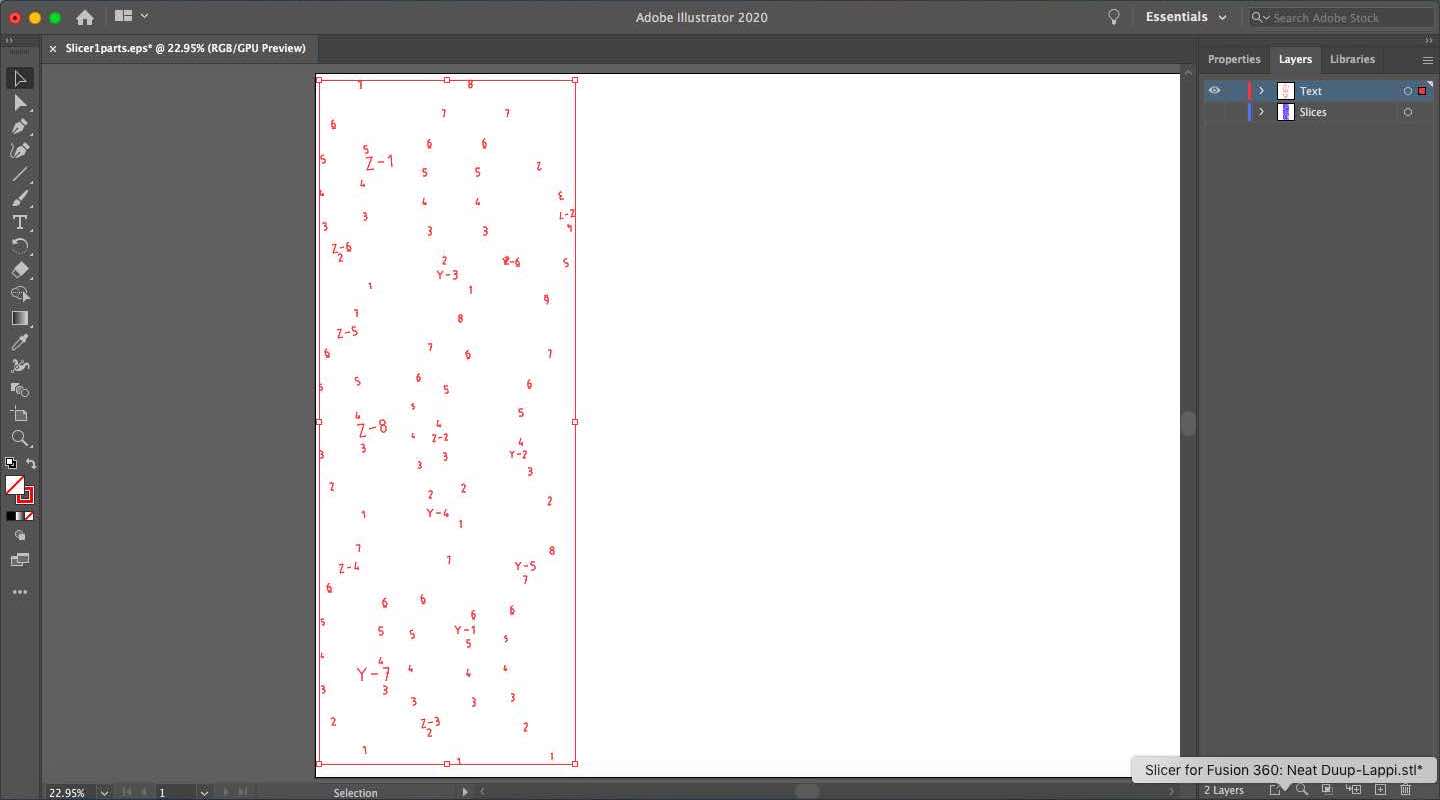 Adobe Illustrator 2020
Essentials
Search Adobe Stock
× Slicer1parts.eps* @ 22.95% (RGB/GPU Preview)
Properties Layers Libraries
Text
Slices
7 8
7 7
6
6 6
5 5
Z-1 2
5 5
4
4 3
4 4
3 Z-7
3 3 3 4
Z-6
2 2 5
Y-3
1 1
6
7 8
Z-5
7
6 6 7
5 6 6
5 5
5 5
4 4 4
Z-8 4 Z-2
3 3 Y-2
3 3 3
2 2 2
2
1 Y-4
1
7 8
Z-4 7 Y-5
7
6
6 6
6 6
5 Y-1
5 5 5
5
4 4
Y-7 4 4 4
3 3
3 3 3
2 Z-3 2
2
1 1 1
22.95%
1
Selection
2 Layers
Slicer for Fusion 360: Neat Duup-Lappi.stl*